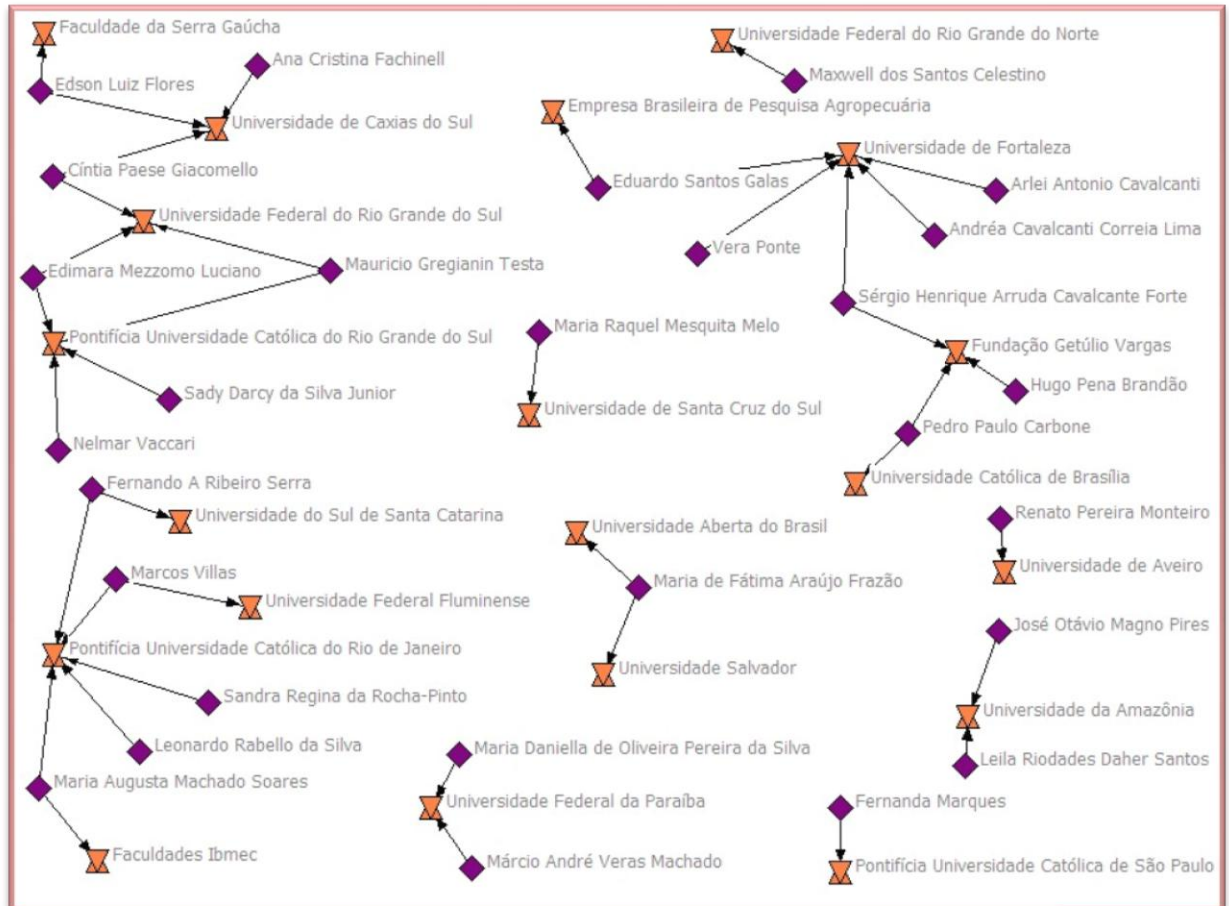 Faculdade da Serra Gaúcha
Ana Cristina Fachinell
Edson Luiz Flores
Universidade de Caxias do Sul
Cíntia Paese Giacomello
Universidade Federal do Rio Grande do Sul
Edimara Mezzomo Luciano
Mauricio Gregianin Testa
Pontifícia Universidade Católica do Rio Grande do Sul
Sady Darcy da Silva Junior
Nelmar Vaccari
Universidade Federal do Rio Grande do Norte
Maxwell dos Santos Celestino
Empresa Brasileira de Pesquisa Agropecuária
Universidade de Fortaleza
Eduardo Santos Galas
Arlei Antonio Cavalcanti
Andréa Cavalcanti Correia Lima
Vera Ponte
Sérgio Henrique Arruda Cavalcante Forte
Maria Raquel Mesquita Melo
Fundação Getúlio Vargas
Hugo Pena Brandão
Universidade de Santa Cruz do Sul
Pedro Paulo Carbone
Universidade Católica de Brasília
Fernando A Ribeiro Serra
Universidade do Sul de Santa Catarina
Marcos Villas
Universidade Federal Fluminense
Pontifícia Universidade Católica do Rio de Janeiro
Sandra Regina da Rocha-Pinto
Leonardo Rabello da Silva
Maria Augusta Machado Soares
Faculdades Ibmec
Universidade Aberta do Brasil
Maria de Fátima Araújo Frazão
Universidade Salvador
Renato Pereira Monteiro
Universidade de Aveiro
José Otávio Magno Pires
Universidade da Amazônia
Leila Riodades Daher Santos
Maria Daniella de Oliveira Pereira da Silva
Universidade Federal da Paraíba
Márcio André Veras Machado
Fernanda Marques
Pontifícia Universidade Católica de São Paulo